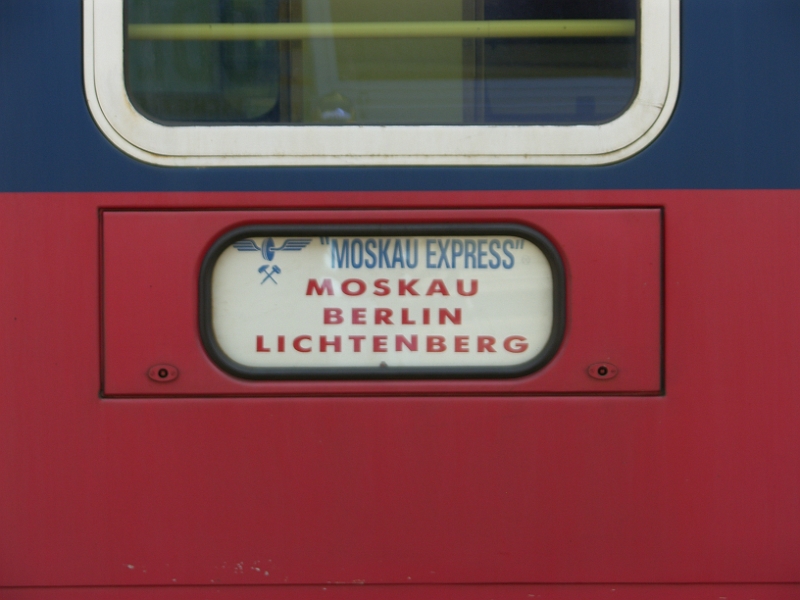 "MOSKAU EXPRESS"
MOSKAU
BERLIN
LICHTENBERG